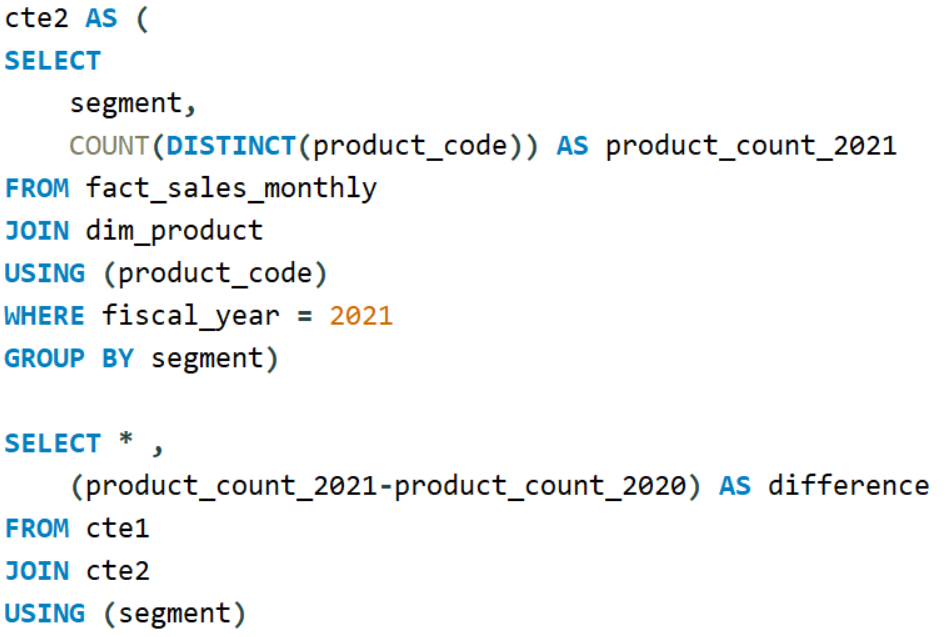 cte2 AS (
SELECT
    segment,
    COUNT(DISTINCT(product_code)) AS product_count_2021
FROM fact_sales_monthly
JOIN dim_product
USING (product_code)
WHERE fiscal_year = 2021
GROUP BY segment)

SELECT * ,
    (product_count_2021-product_count_2020) AS difference
FROM cte1
JOIN cte2
USING (segment)